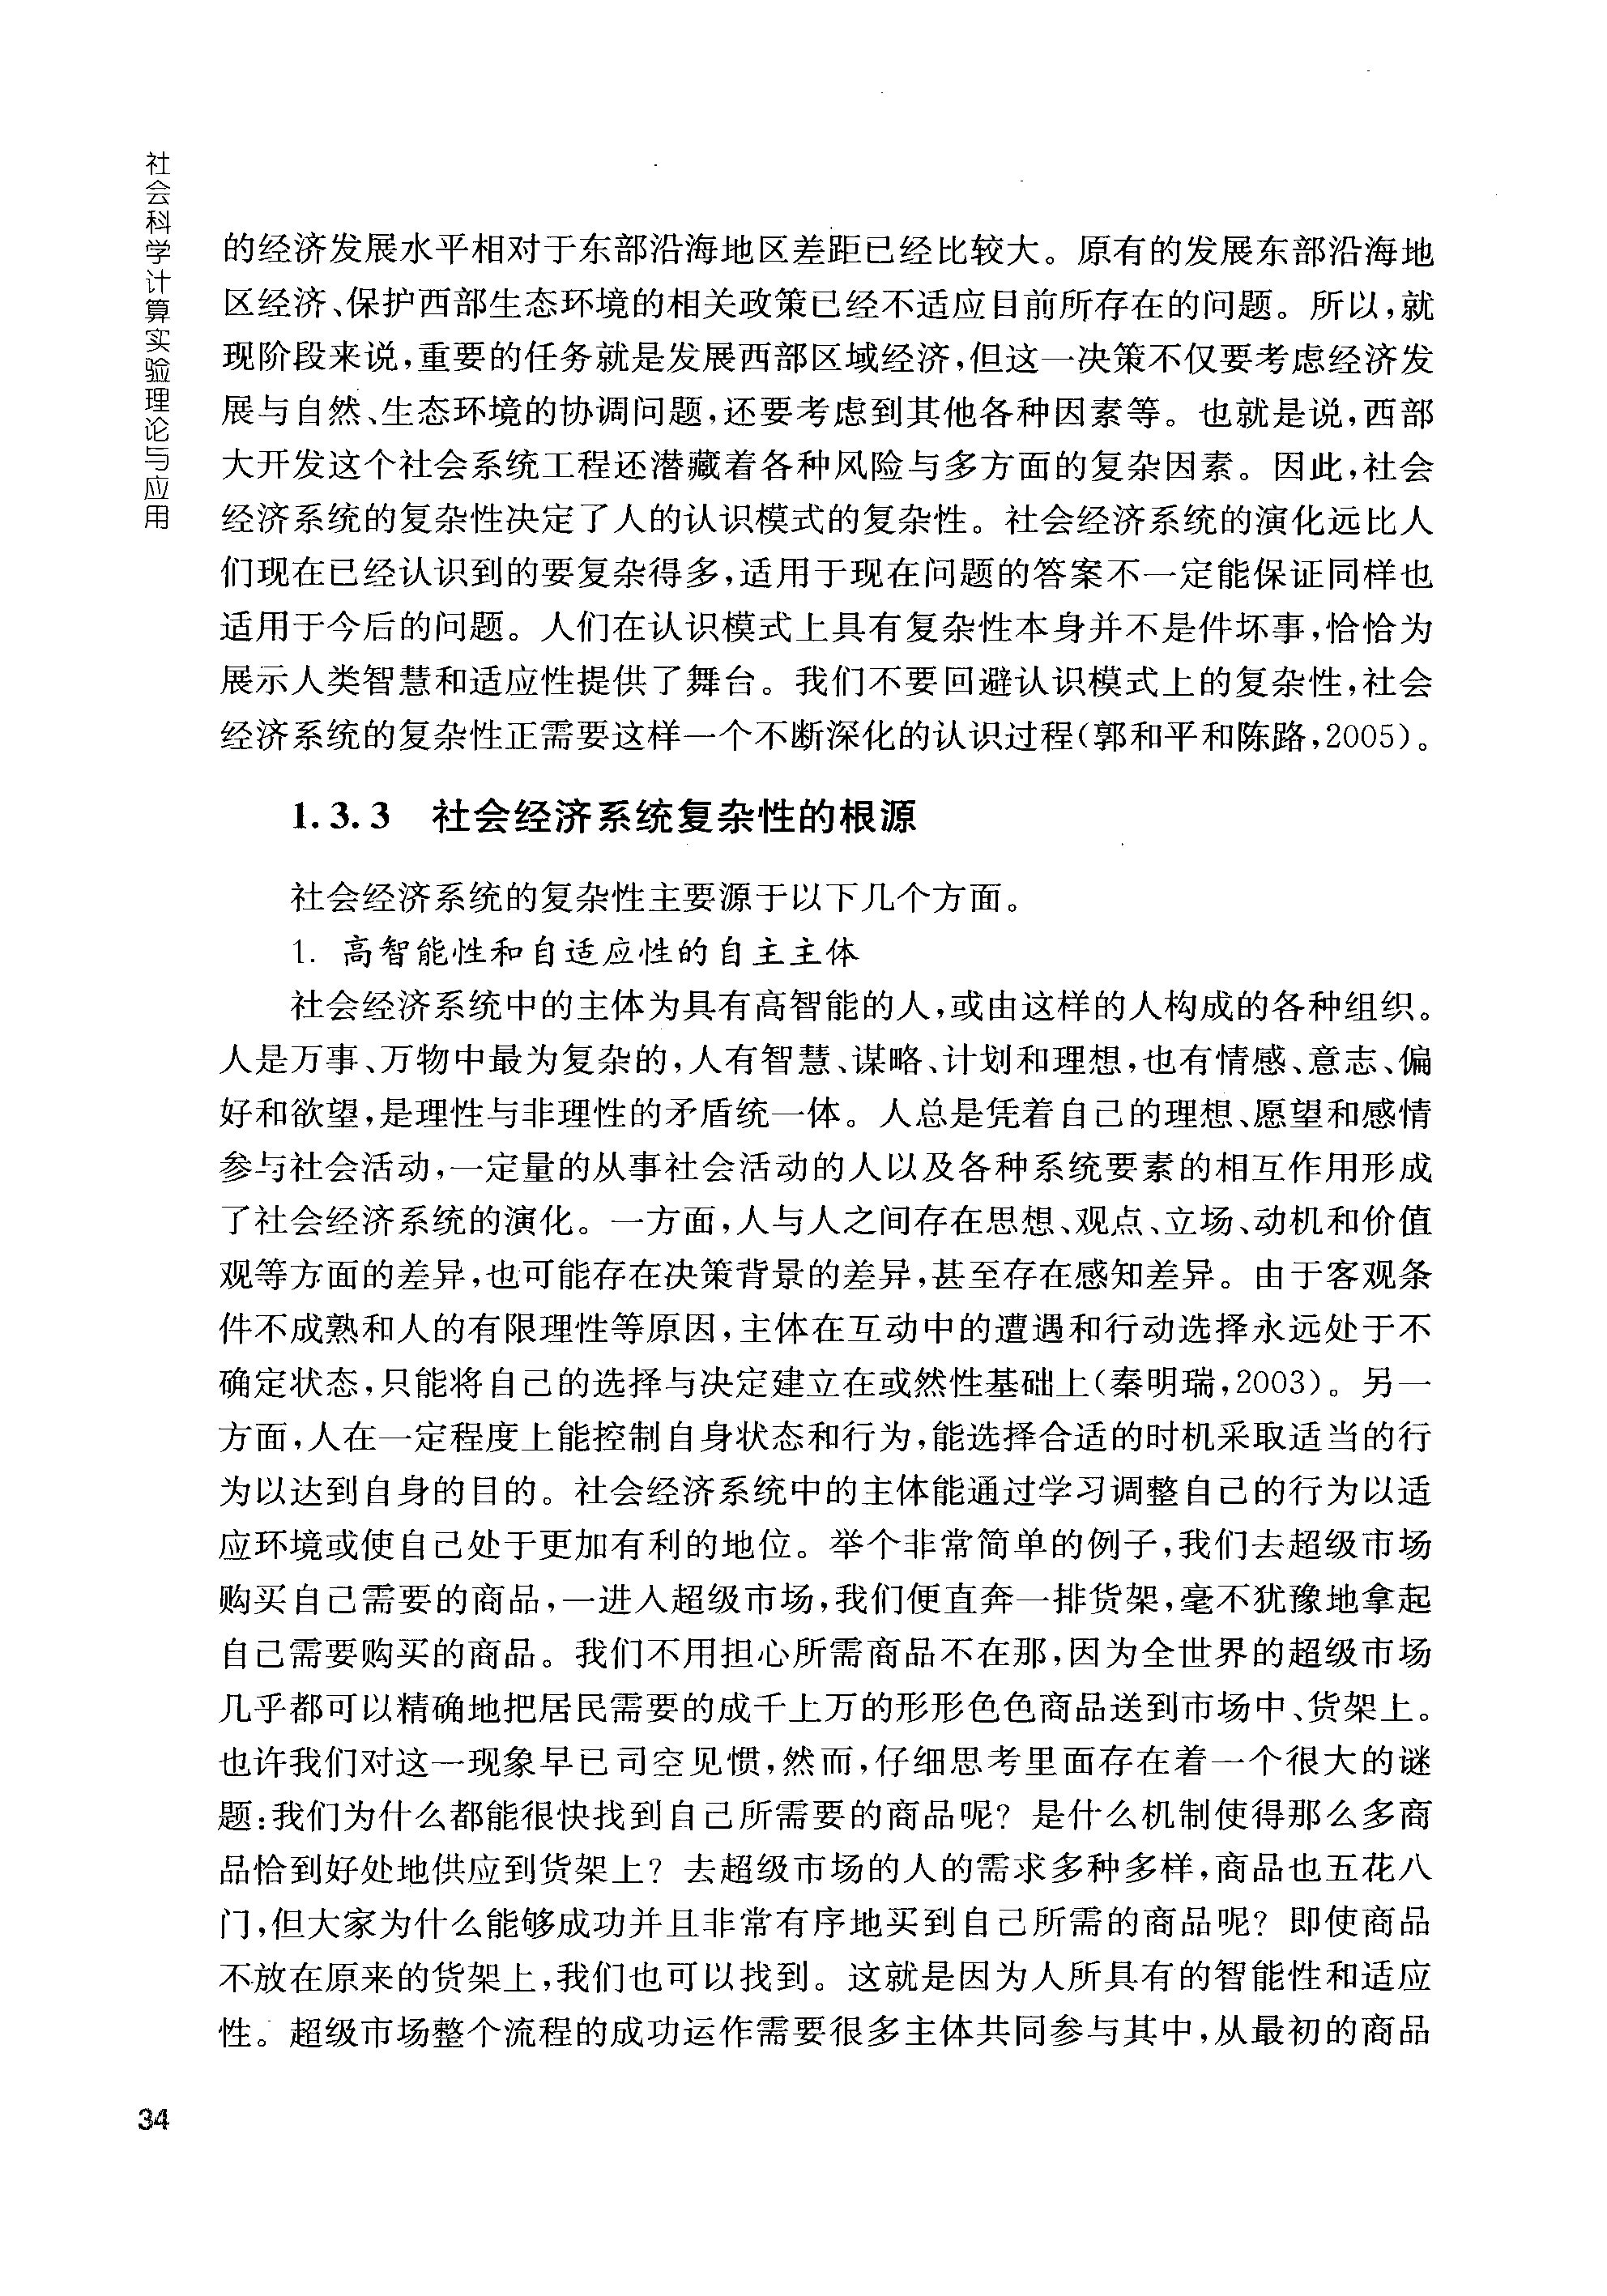 社会科学计算实验理论与应用
的经济发展水平相对于东部沿海地区差距已经比较大。原有的发展东部沿海地
区经济、保护西部生态环境的相关政策已经不适应目前所存在的问题。所以,就
现阶段来说,重要的任务就是发展西部区域经济,但这一决策不仅要考虑经济发
展与自然、生态环境的协调问题,还要考虑到其他各种因素等。也就是说,西部
大开发这个社会系统工程还潜藏着各种风险与多方面的复杂因素。因此,社会
经济系统的复杂性决定了人的认识模式的复杂性。社会经济系统的演化远比人
们现在已经认识到的要复杂得多,适用于现在问题的答案不一定能保证同样也
适用于今后的问题。人们在认识模式上具有复杂性本身并不是件坏事,恰恰为
展示人类智慧和适应性提供了舞台。我们不要回避认识模式上的复杂性,社会
经济系统的复杂性正需要这样一个不断深化的认识过程(郭和平和陈路,2005)。
1.3.3 社会经济系统复杂性的根源
社会经济系统的复杂性主要源于以下几个方面。
1. 高智能性和自适应性的自主主体
社会经济系统中的主体为具有高智能的人,或由这样的人构成的各种组织。
人是万事、万物中最为复杂的,人有智慧、谋略、计划和理想,也有情感、意志、偏
好和欲望,是理性与非理性的矛盾统一体。人总是凭着自己的理想、愿望和感情
参与社会活动,一定量的从事社会活动的人以及各种系统要素的相互作用形成
了社会经济系统的演化。一方面,人与人之间存在思想、观点、立场、动机和价值
观等方面的差异,也可能存在决策背景的差异,甚至存在感知差异。由于客观条
件不成熟和人的有限理性等原因,主体在互动中的遭遇和行动选择永远处于不
确定状态,只能将自己的选择与决定建立在或然性基础上(秦明瑞,2003)。另一
方面,人在一定程度上能控制自身状态和行为,能选择合适的时机采取适当的行
为以达到自身的目的。社会经济系统中的主体能通过学习调整自己的行为以适
应环境或使自己处于更加有利的地位。举个非常简单的例子,我们去超级市场
购买自己需要的商品,一进入超级市场,我们便直奔一排货架,毫不犹豫地拿起
自己需要购买的商品。我们不用担心所需商品不在那,因为全世界的超级市场
几乎都可以精确地把居民需要的成千上万的形形色色商品送到市场中、货架上。
也许我们对这一现象早已司空见惯,然而,仔细思考里面存在着一个很大的谜
题:我们为什么都能很快找到自己所需要的商品呢?是什么机制使得那么多商
品恰到好处地供应到货架上?去超级市场的人的需求多种多样,商品也五花八
门,但大家为什么能够成功并且非常有序地买到自己所需的商品呢?即使商品
不放在原来的货架上,我们也可以找到。这就是因为人所具有的智能性和适应
性。超级市场整个流程的成功运作需要很多主体共同参与其中,从最初的商品
34